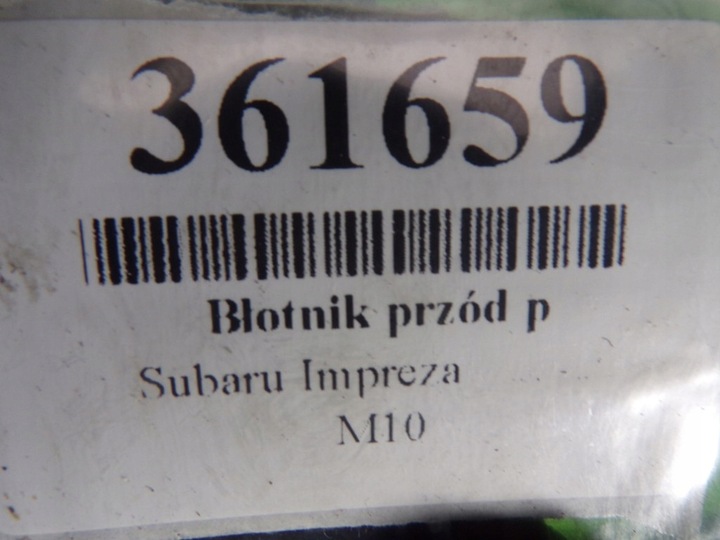 361659
Błotnik przód p
Subaru Impreza
M10